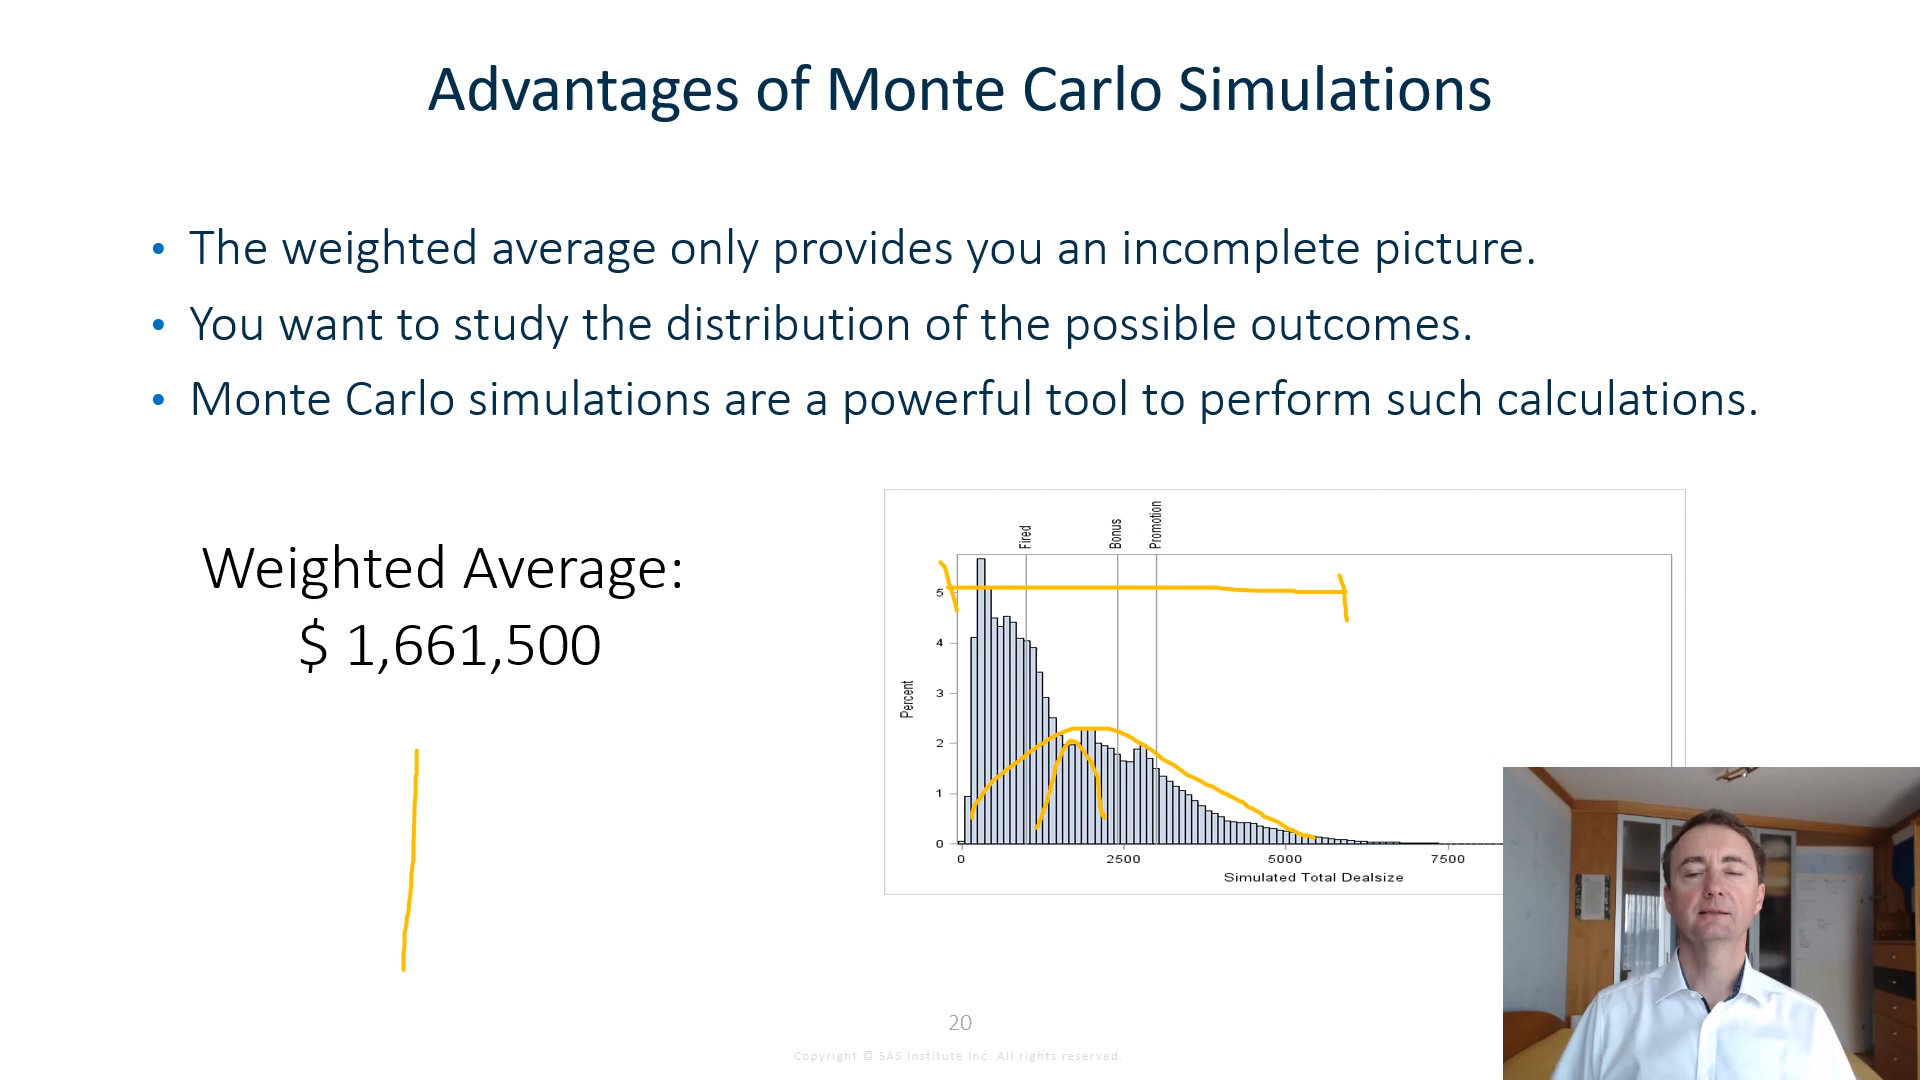 Advantages of Monte Carlo Simulations
• The weighted average only provides you an incomplete picture.
• You want to study the distribution of the possible outcomes.
• Monte Carlo simulations are a powerful tool to perform such calculations.
Weighted Average:
$ 1,661,500
Fired
Bonus
Promotion
5
4
3
2
1
0
Percent
0 2500 5000 7500
Simulated Total Dealsize
20
Copyright © SAS Institute Inc. All rights reserved.